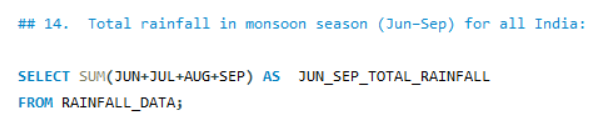 ## 14.  Total rainfall in monsoon season (Jun-Sep) for all India:
SELECT SUM(JUN+JUL+AUG+SEP) AS  JUN_SEP_TOTAL_RAINFALL
FROM RAINFALL_DATA;